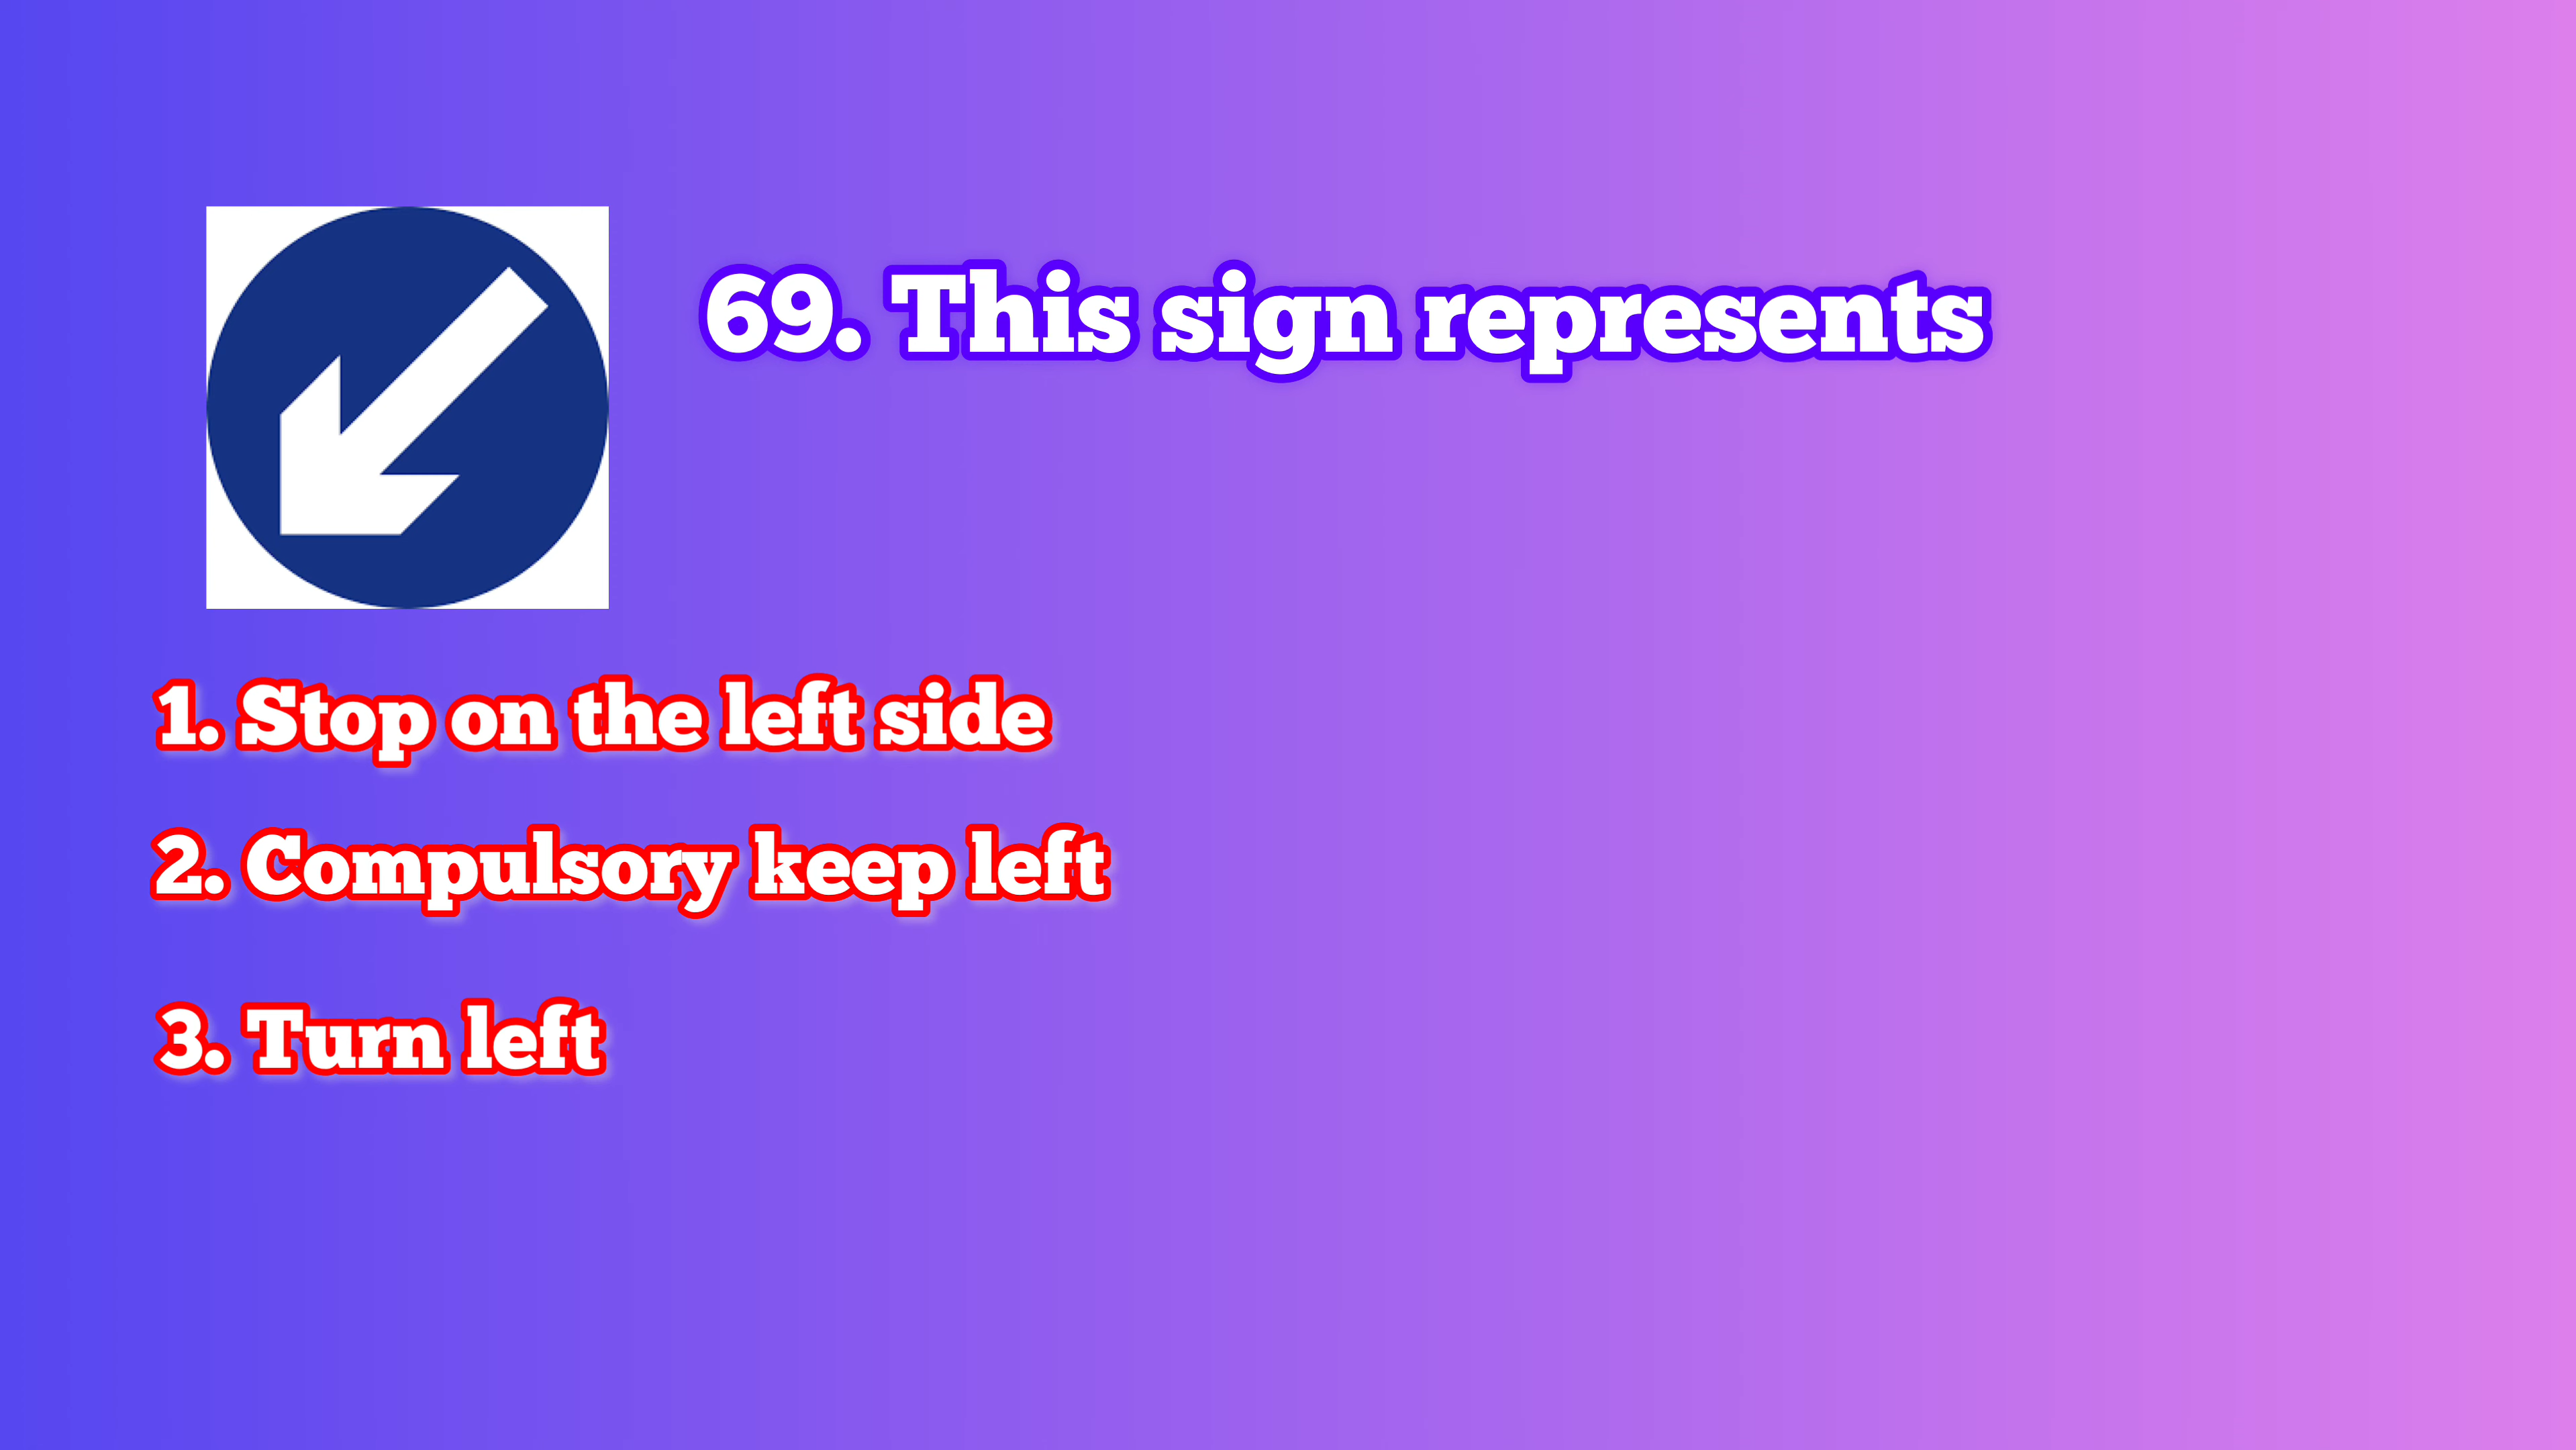 69. This sign represents
1. Stop on the left side
2. Compulsory keep left
3. Turn left